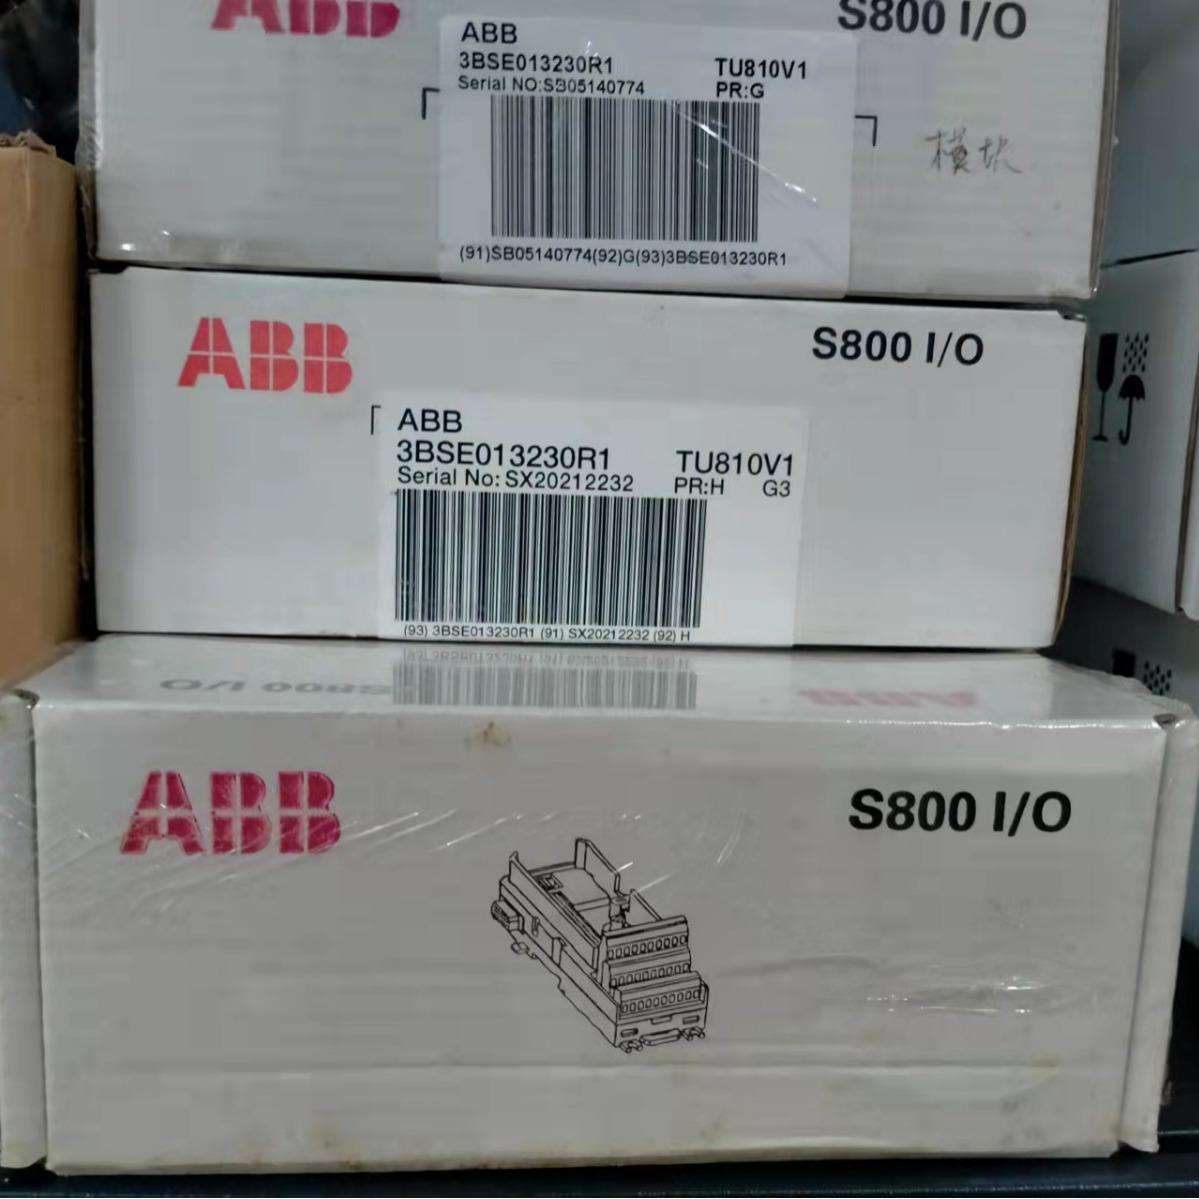 ABB
S800 I/O
ABB
3BSE013230R1 TU810V1
Serial NO:SB05140774 PR:G
模块
(91)SB05140774(92)G(93)3BSE013230R1
ABB
S800 I/O
ABB
3BSE013230R1 TU810V1
Serial No: SX20212232 PR:H G3
(93) 3BSE013230R1 (91) SX20212232 (92) H
ABB
S800 I/O